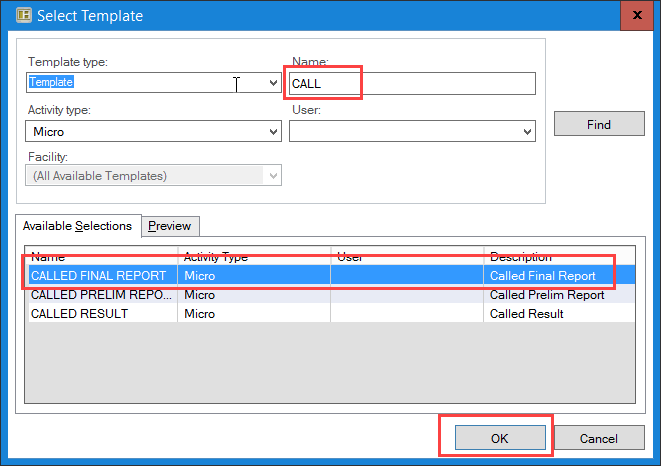 Select Template
x
Template type: Name:
Template CALL
Activity type: User:
Micro
Find
Facility:
(All Available Templates)
Available Selections Preview
Name Activity Type User Description
CALLED FINAL REPORT Micro Called Final Report
CALLED PRELIM REPO... Micro Called Prelim Report
CALLED RESULT Micro Called Result
OK Cancel